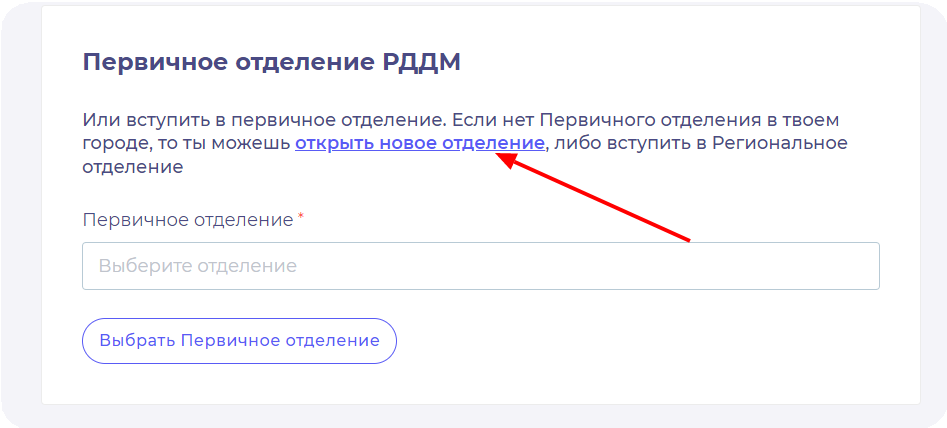 Первичное отделение РДДМ
Или вступить в первичное отделение. Если нет Первичного отделения в твоем
городе, то ты можешь открыть новое отделение, либо вступить в Региональное
отделение
Первичное отделение *
Выберите отделение
Выбрать Первичное отделение